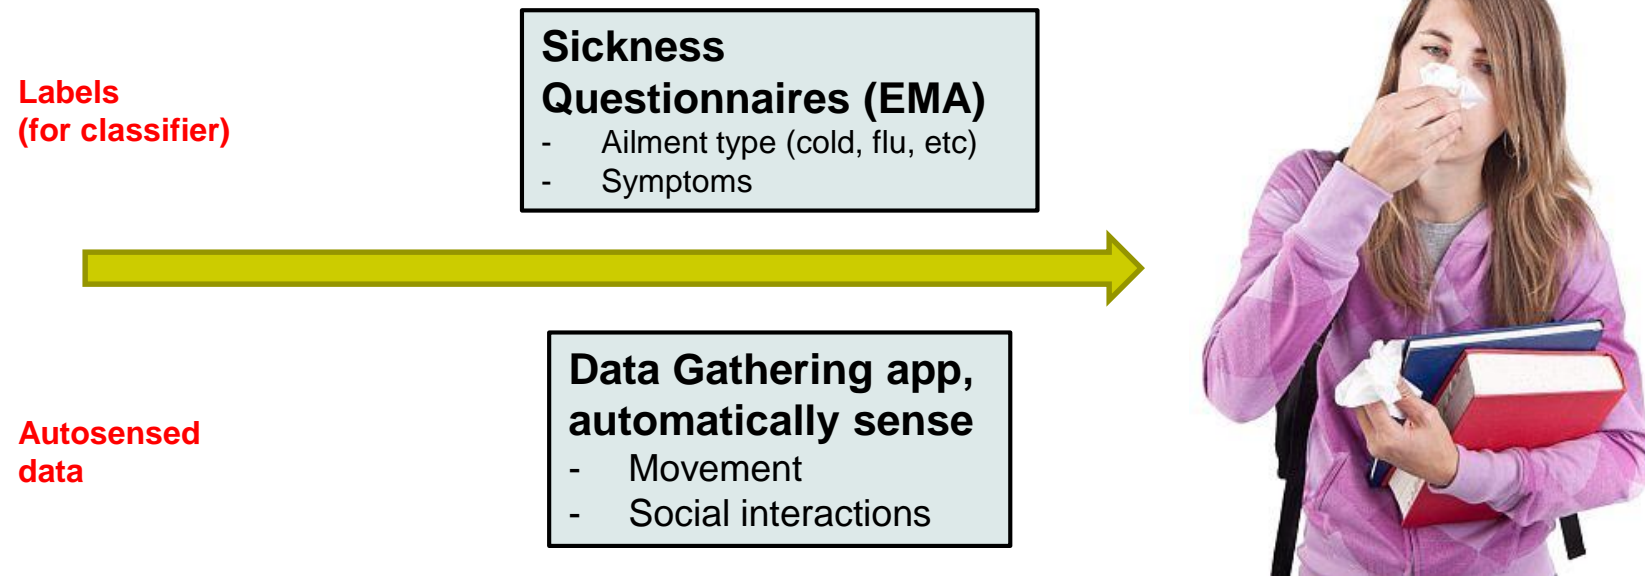 Labels
(for classifier)
Sickness
Questionnaires (EMA)
- Ailment type (cold, flu, etc)
- Symptoms
Autosensed
data
Data Gathering app,
automatically sense
- Movement
- Social interactions